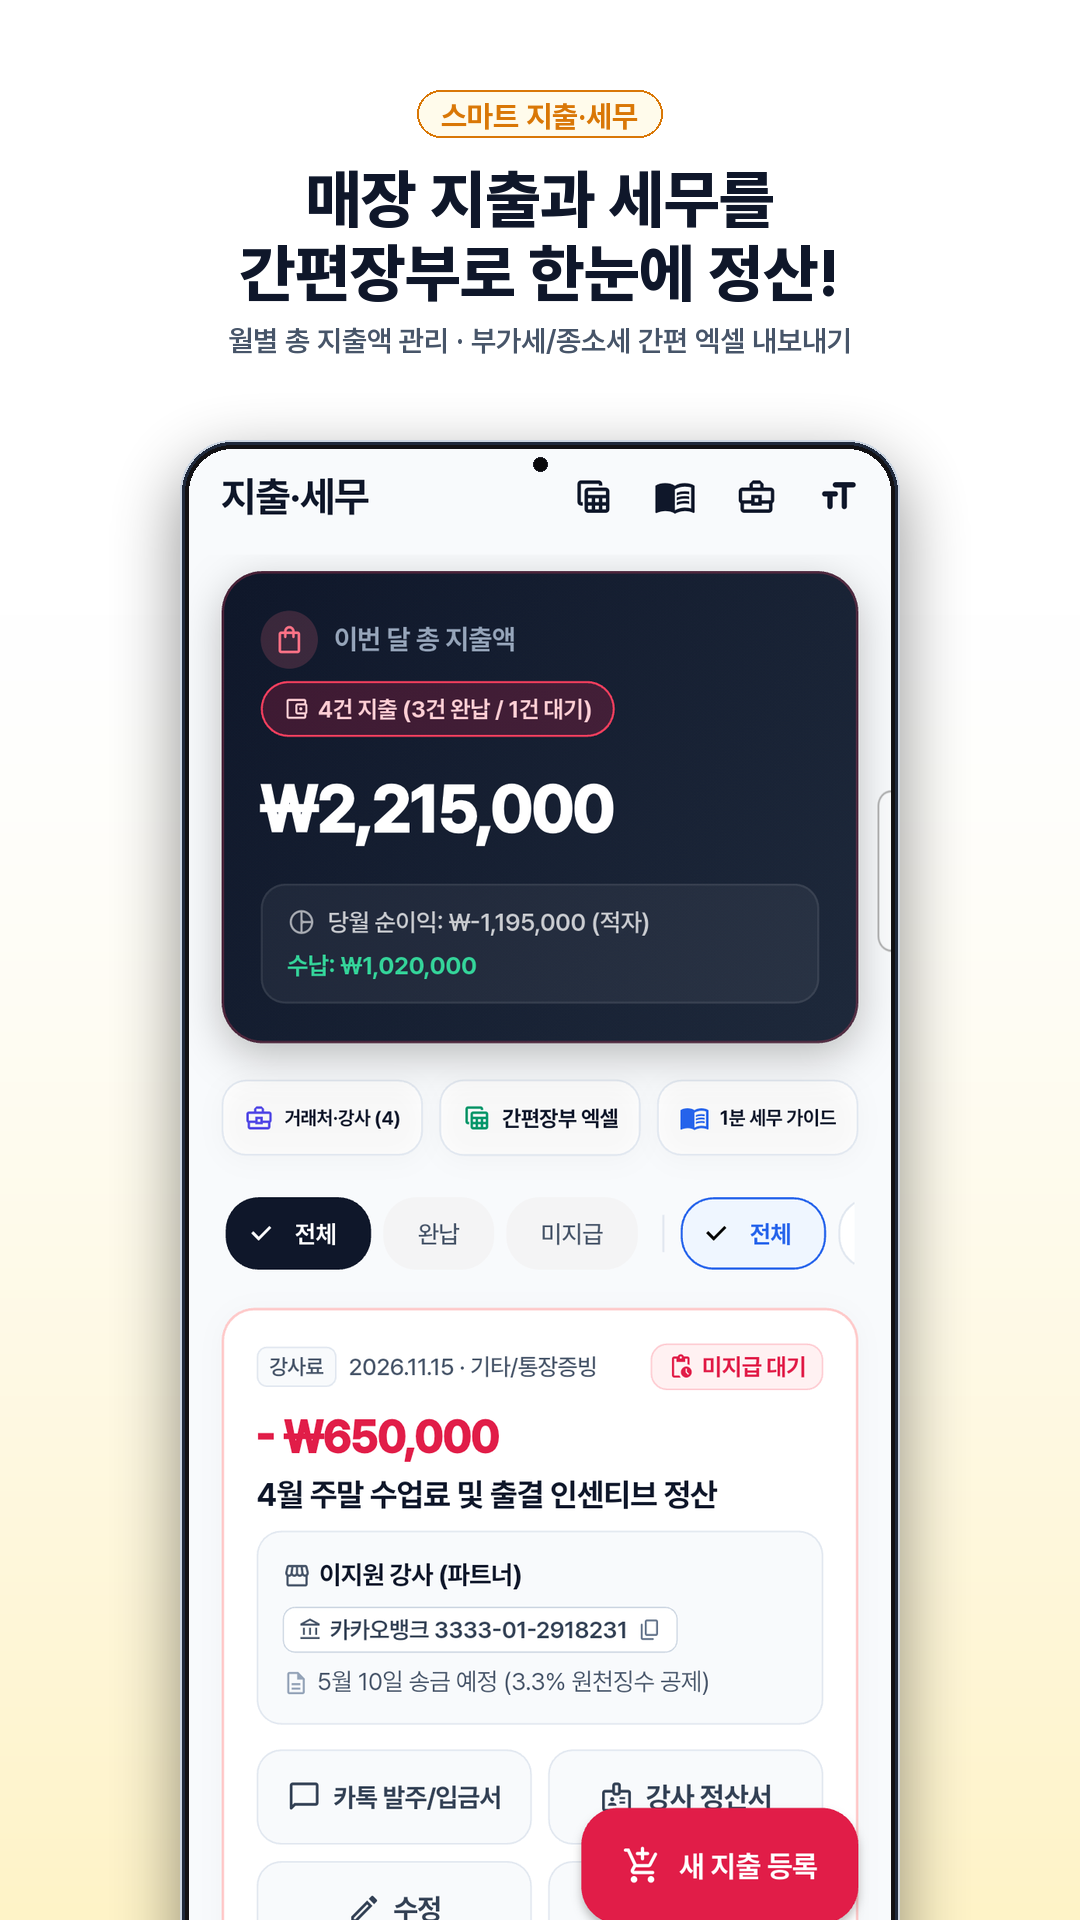 스마트 지출·세무
매장 지출과 세무를
간편장부로 한눈에 정산!
월별 총 지출액 관리 · 부가세/종소세 간편 엑셀 내보내기
지출·세무
이번 달 총 지출액
4건 지출 (3건 완납 / 1건 대기)
₩2,215,000
당월 순이익: ₩-1,195,000 (적자)
수납: ₩1,020,000
거래처·강사 (4)
간편장부 엑셀
1분 세무 가이드
전체
완납
미지급
전체
강사료
2026.11.15 · 기타/통장증빙
미지급 대기
- ₩650,000
4월 주말 수업료 및 출결 인센티브 정산
이지원 강사 (파트너)
카카오뱅크 3333-01-2918231
5월 10일 송금 예정 (3.3% 원천징수 공제)
카톡 발주/입금서
강사 정산서
새 지출 등록
수정